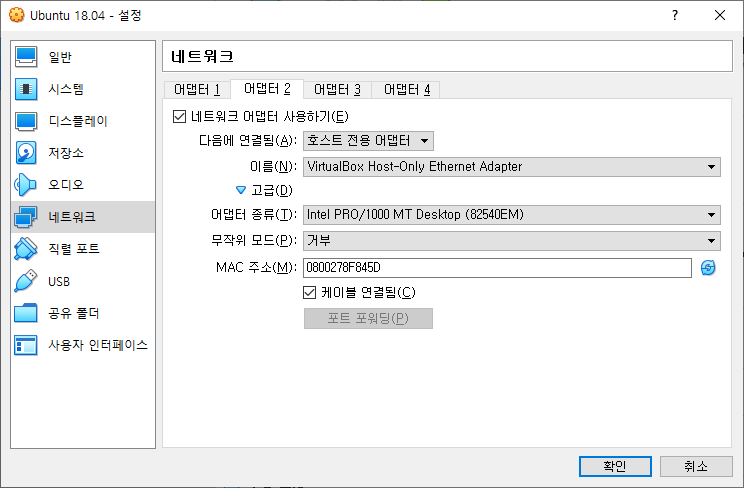 Ubuntu 18.04 - 설정
일반
시스템
디스플레이
저장소
오디오
네트워크
직렬 포트
USB
공유 폴더
사용자 인터페이스
네트워크
어댑터 1 어댑터 2 어댑터 3 어댑터 4
네트워크 어댑터 사용하기(E)
다음에 연결됨(A): 호스트 전용 어댑터
이름(N): VirtualBox Host-Only Ethernet Adapter
고급(D)
어댑터 종류(T): Intel PRO/1000 MT Desktop (82540EM)
무작위 모드(P): 거부
MAC 주소(M): 0800278F845D
케이블 연결됨(C)
포트 포워딩(P)
확인 취소